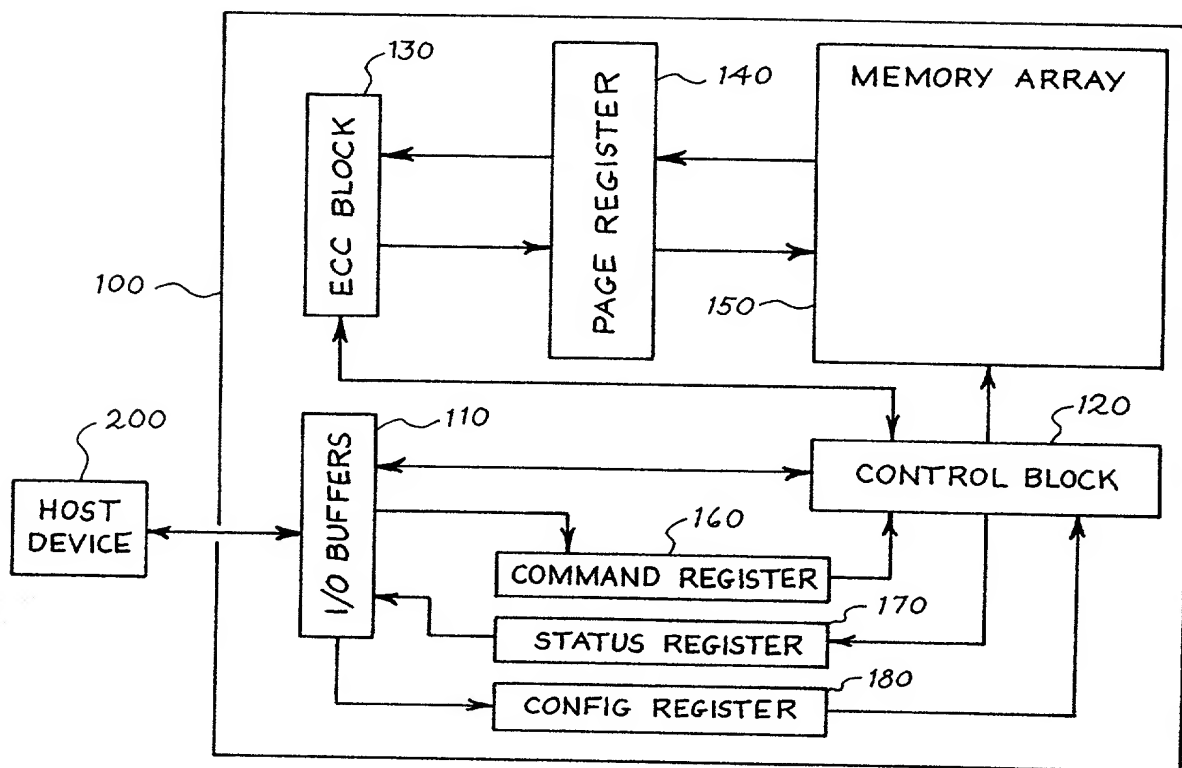 130
140
MEMORY ARRAY
ECC BLOCK
PAGE REGISTER
100
150
200
110
120
HOST
DEVICE
I/O BUFFERS
CONTROL BLOCK
160
COMMAND REGISTER
170
STATUS REGISTER
180
CONFIG REGISTER